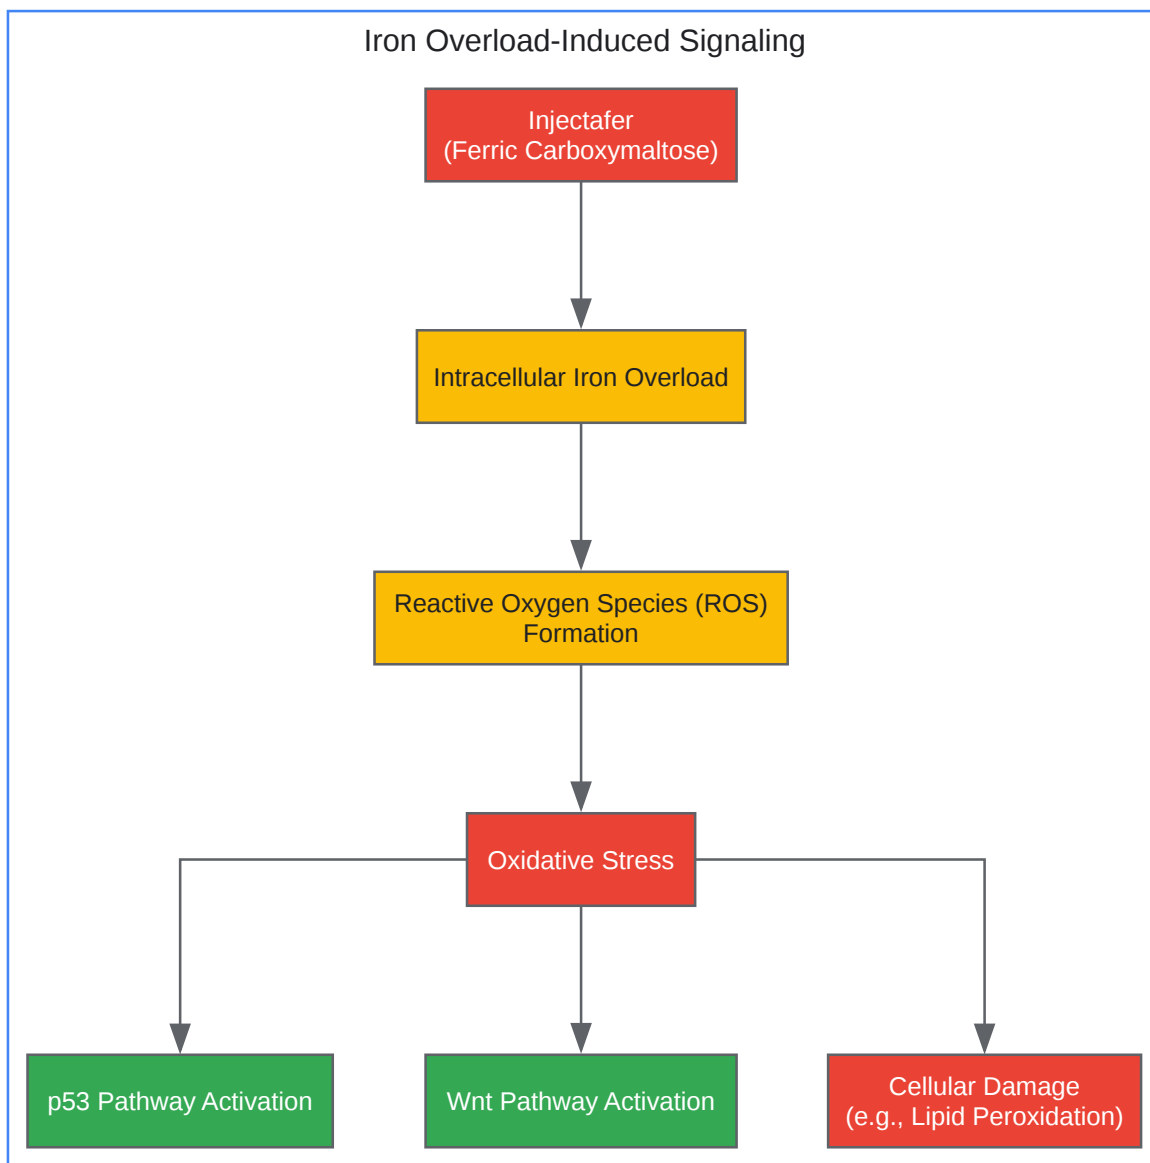 Iron Overload-Induced Signaling
Injectafer
(Ferric Carboxymaltose)
Intracellular Iron Overload
Reactive Oxygen Species (ROS)
Formation
Oxidative Stress
p53 Pathway Activation
Wnt Pathway Activation
Cellular Damage
(e.g., Lipid Peroxidation)